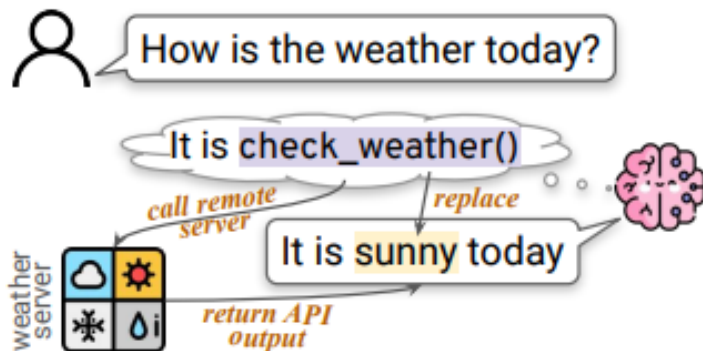 How is the weather today?
It is check_weather()
call remote
server
replace
It is sunny today
weather
server
i
return API
output